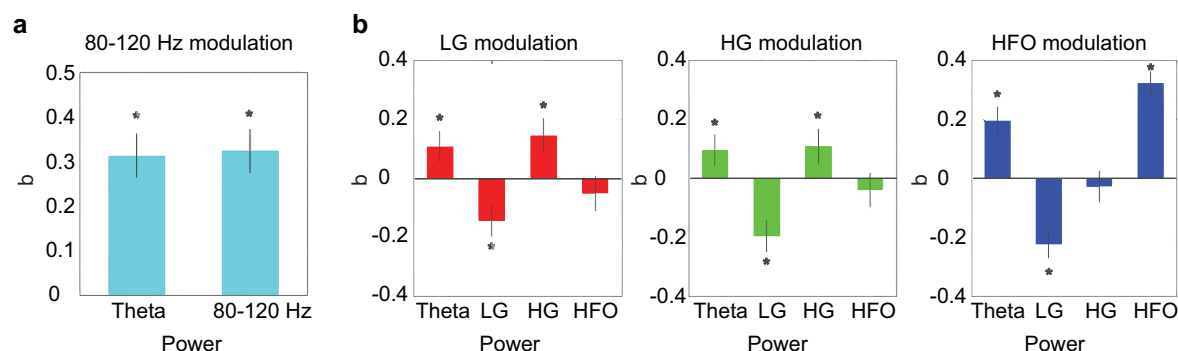 a
80-120 Hz modulation
b
0.5
0.4
0.3
0.2
0.1
0
*
*
Theta
80-120 Hz
Power
b
LG modulation
b
0.4
0.2
0
-0.2
-0.4
*
*
*
Theta LG HG HFO
Power
HG modulation
b
0.4
0.2
0
-0.2
-0.4
*
*
*
Theta LG HG HFO
Power
HFO modulation
b
0.4
0.2
0
-0.2
-0.4
*
*
*
Theta LG HG HFO
Power